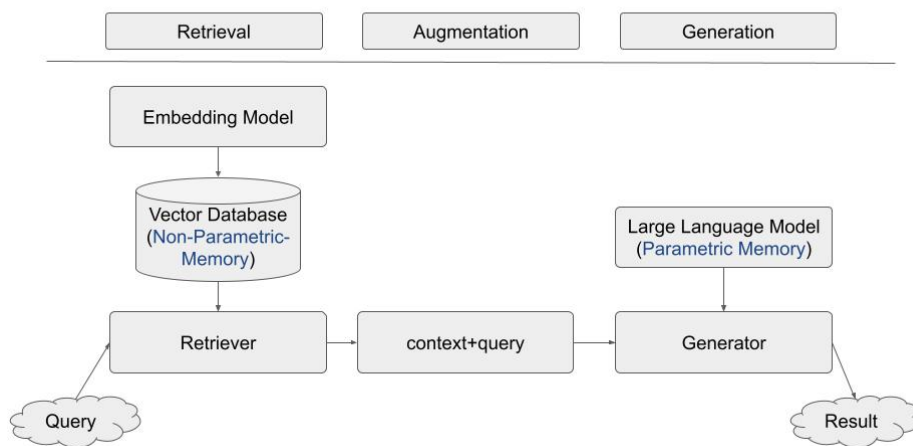 Retrieval
Augmentation
Generation
Embedding Model
Vector Database
(Non-Parametric-
Memory)
Large Language Model
(Parametric Memory)
Retriever
context+query
Generator
Query
Result